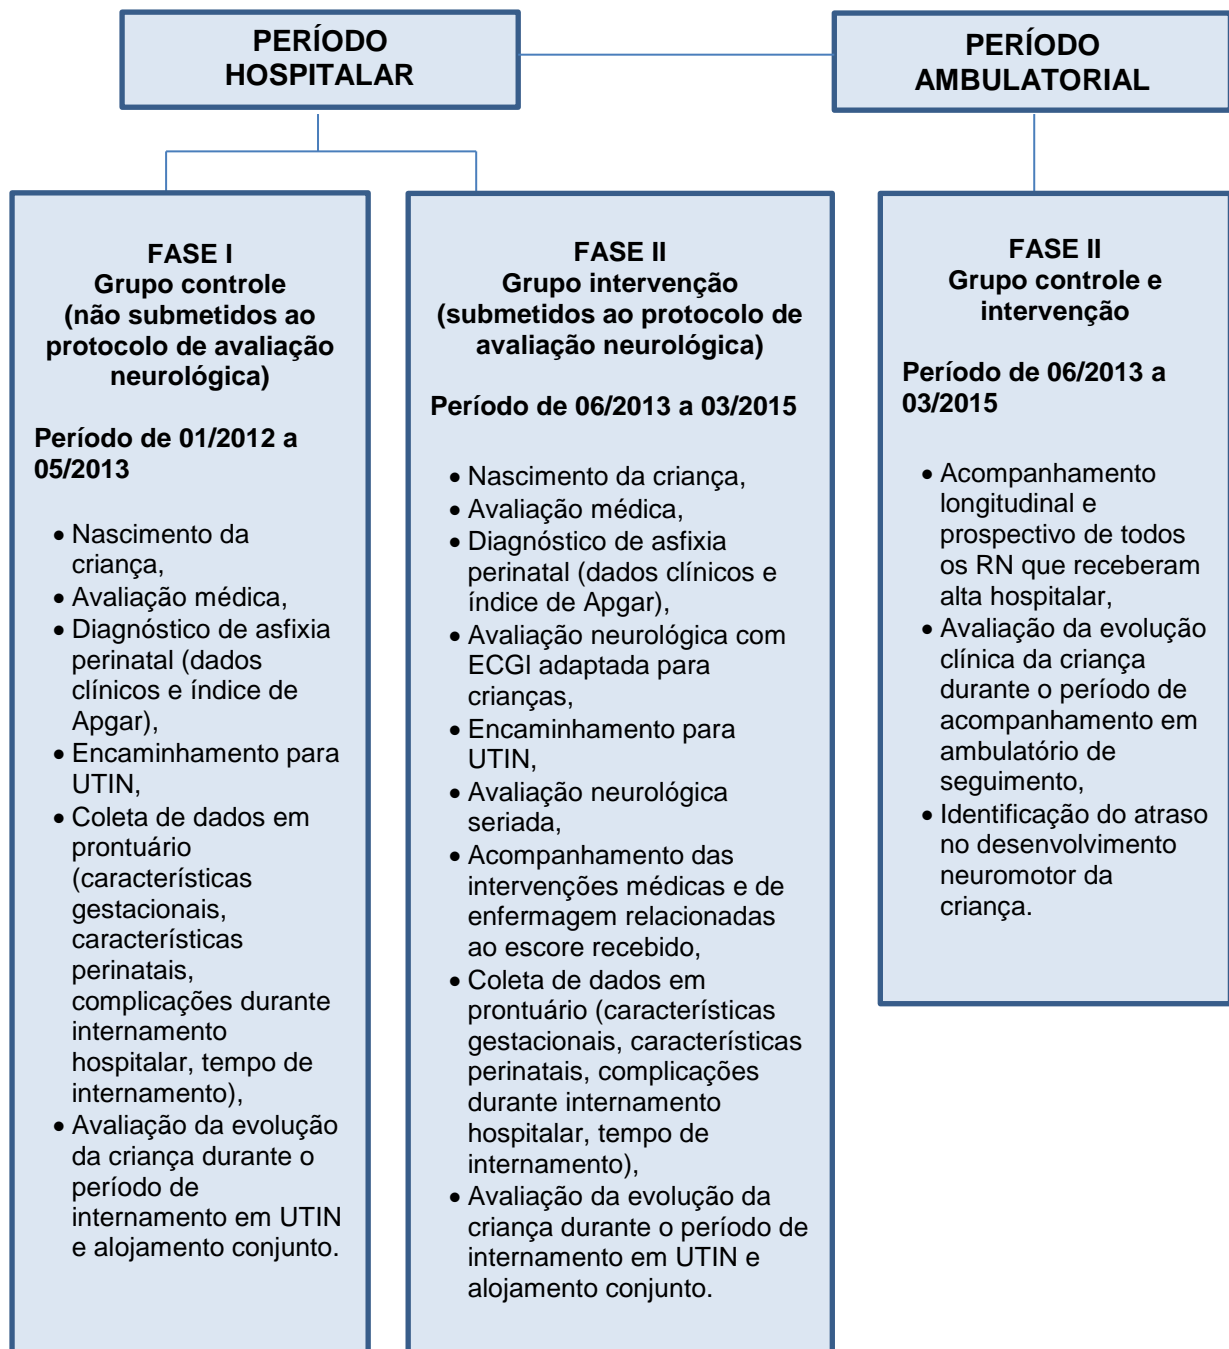 PERÍODO
HOSPITALAR
PERÍODO
AMBULATORIAL
FASE I
Grupo controle
(não submetidos ao
protocolo de avaliação
neurológica)
Período de 01/2012 a
05/2013
• Nascimento da
criança,
• Avaliação médica,
• Diagnóstico de asfixia
perinatal (dados
clínicos e índice de
Apgar),
• Encaminhamento para
UTIN,
• Coleta de dados em
prontuário
(características
gestacionais,
características
perinatais,
complicações durante
internamento
hospitalar, tempo de
internamento),
• Avaliação da evolução
da criança durante o
período de
internamento em UTIN
e alojamento conjunto.
FASE II
Grupo intervenção
(submetidos ao protocolo de
avaliação neurológica)
Período de 06/2013 a 03/2015
• Nascimento da criança,
• Avaliação médica,
• Diagnóstico de asfixia
perinatal (dados clínicos e
índice de Apgar),
• Avaliação neurológica com
ECGl adaptada para
crianças,
• Encaminhamento para
UTIN,
• Avaliação neurológica
seriada,
• Acompanhamento das
intervenções médicas e de
enfermagem relacionadas
ao escore recebido,
• Coleta de dados em
prontuário (características
gestacionais, características
perinatais, complicações
durante internamento
hospitalar, tempo de
internamento),
• Avaliação da evolução da
criança durante o período de
internamento em UTIN e
alojamento conjunto.
FASE II
Grupo controle e
intervenção
Período de 06/2013 a
03/2015
• Acompanhamento
longitudinal e
prospectivo de todos
os RN que receberam
alta hospitalar,
• Avaliação da evolução
clínica da criança
durante o período de
acompanhamento em
ambulatório de
seguimento,
• Identificação do atraso
no desenvolvimento
neuromotor da
criança.